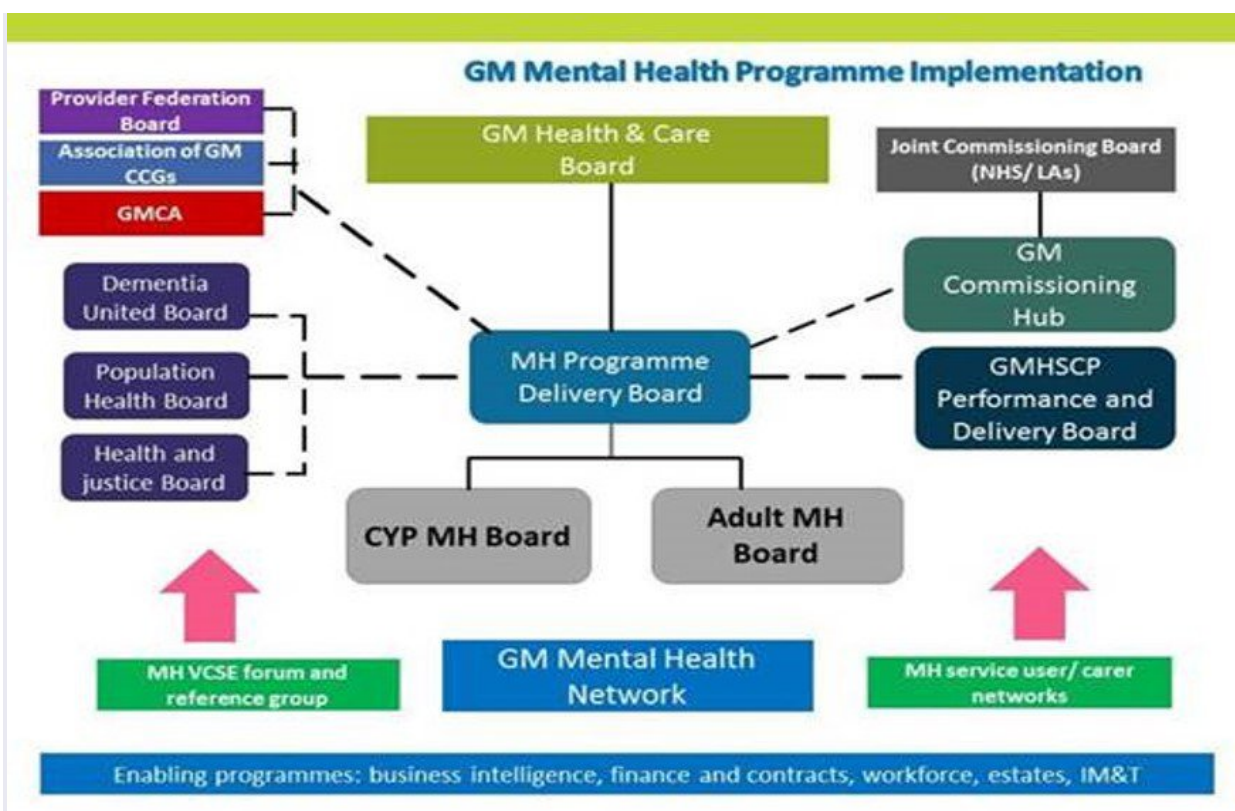 GM Mental Health Programme Implementation
Provider Federation
Board
Association of GM
CCGs
GMCA
GM Health & Care
Board
Joint Commissioning Board
(NHS/ LAs)
GM
Commissioning
Hub
Dementia
United Board
Population
Health Board
Health and
justice Board
MH Programme
Delivery Board
GMHSCP
Performance and
Delivery Board
CYP MH Board
Adult MH
Board
MH VCSE forum and
reference group
GM Mental Health
Network
MH service user/ carer
networks
Enabling programmes: business intelligence, finance and contracts, workforce, estates, IM&T